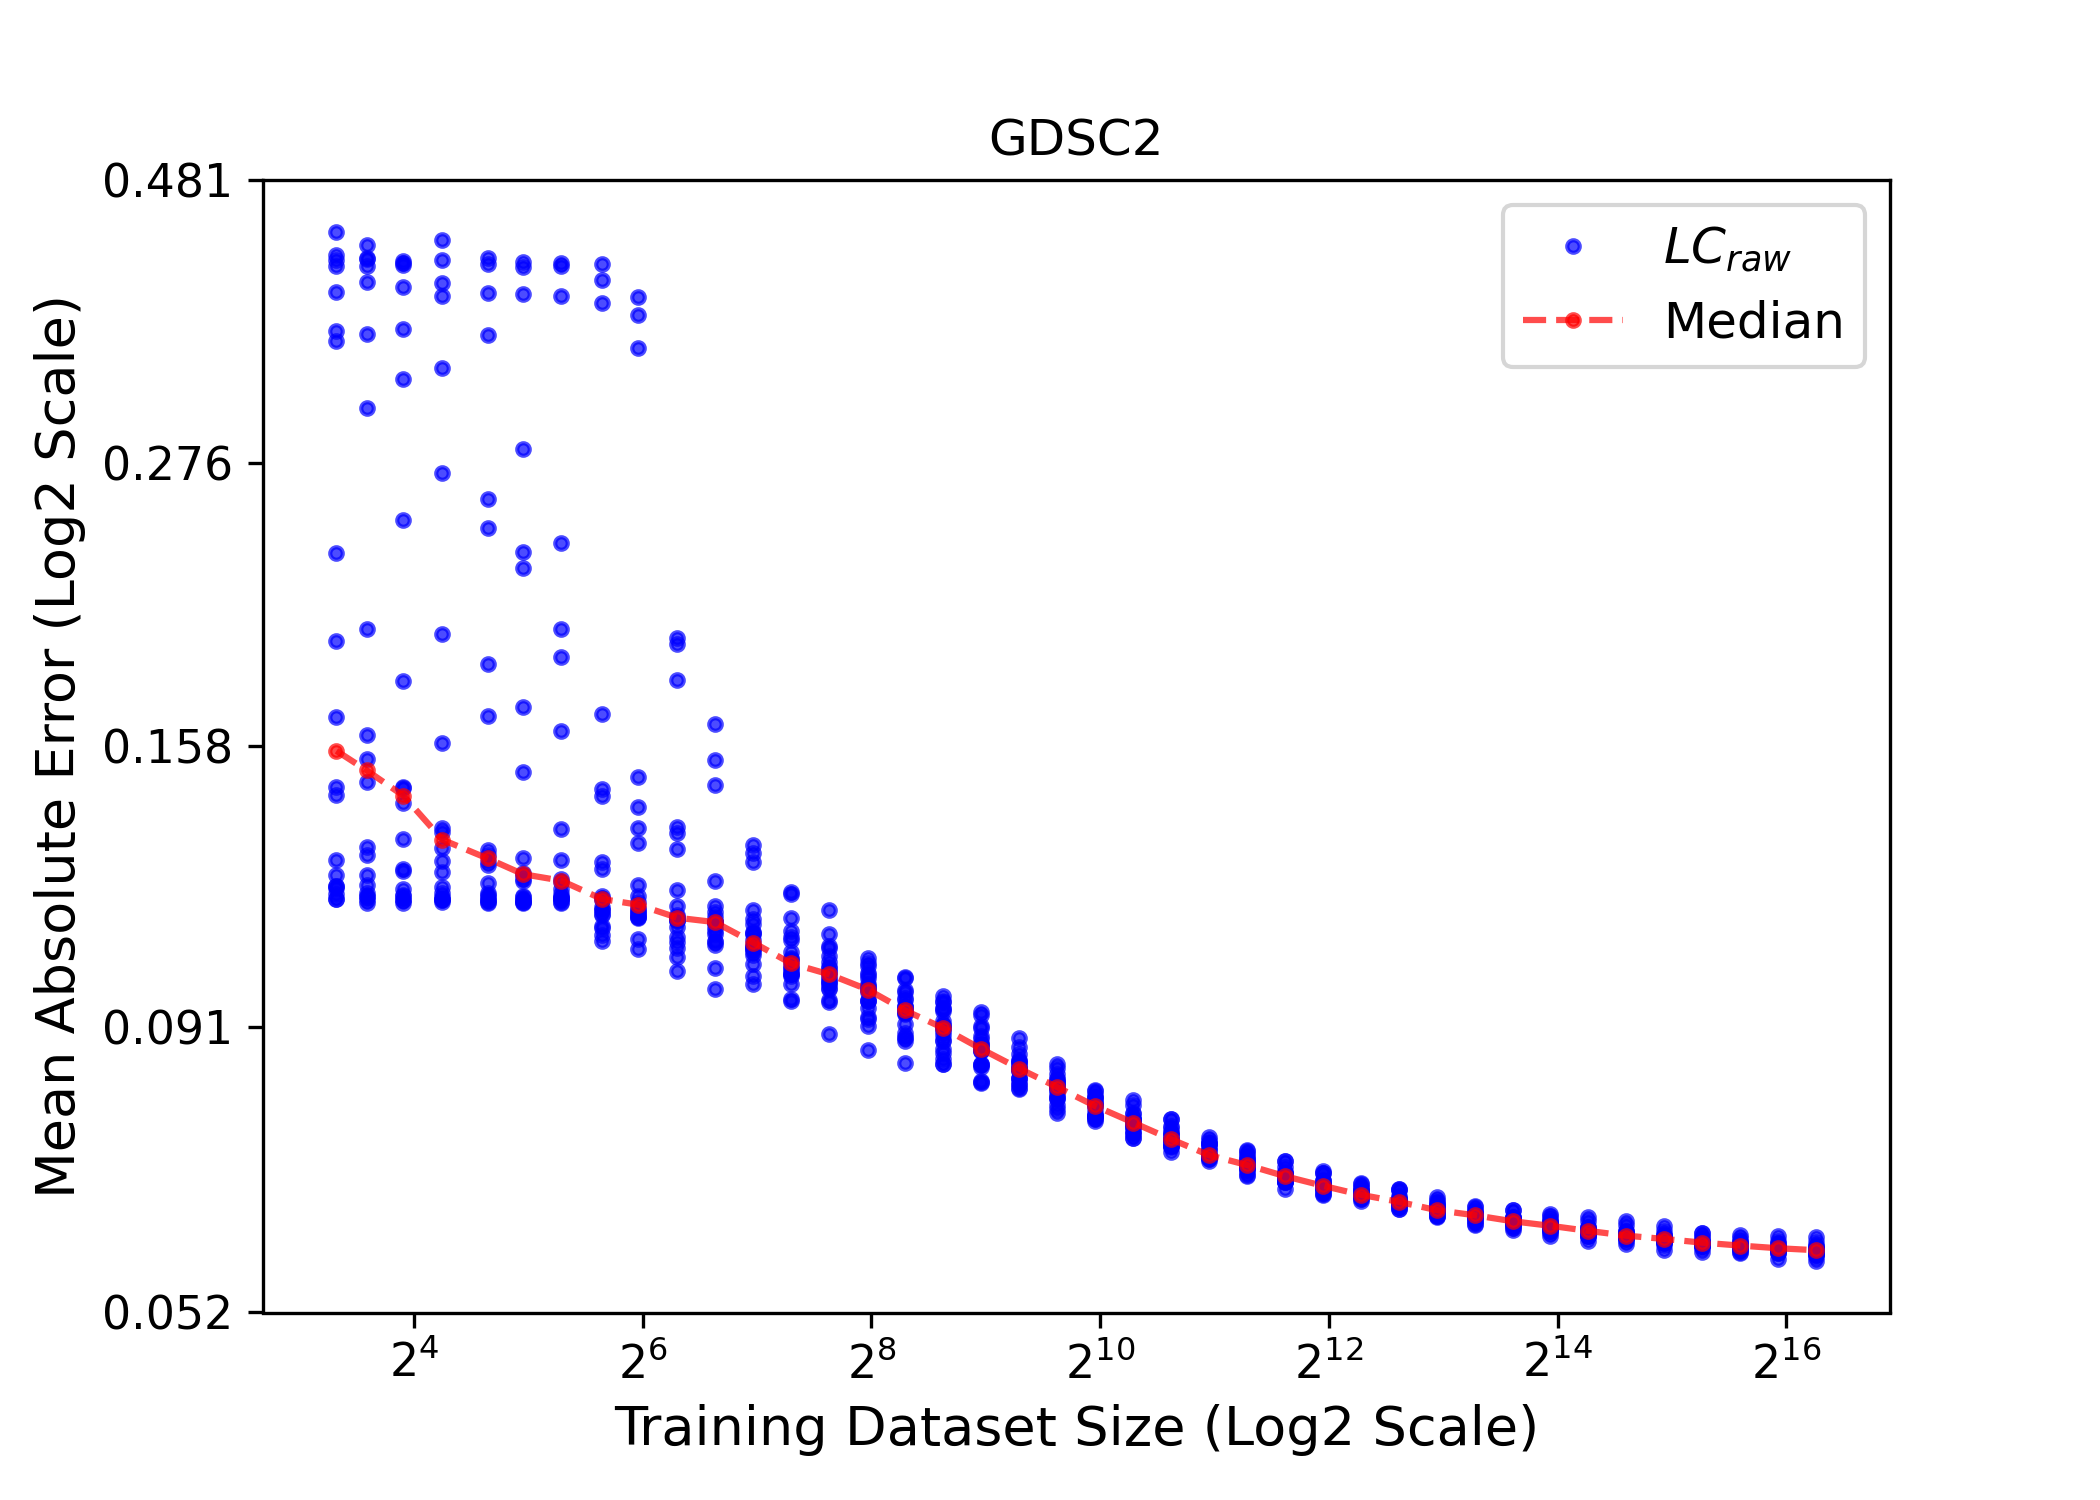 GDSC2
0.481
0.276
0.158
0.091
0.052
Mean Absolute Error (Log2 Scale)
LC_raw
Median
2^4 2^6 2^8 2^10 2^12 2^14 2^16
Training Dataset Size (Log2 Scale)